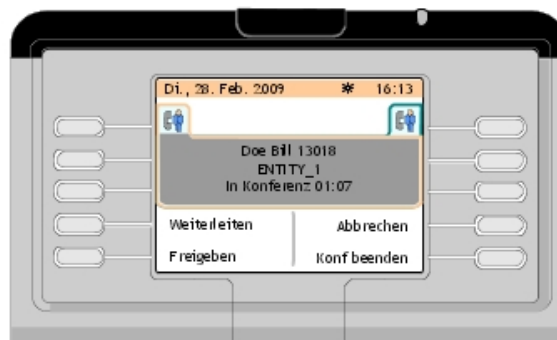 Di., 28. Feb. 2009 16:13
Doe Bill 13018
ENTITY_1
In Konferenz 01:07
Weiterleiten Abbrechen
Freigeben Konf beenden